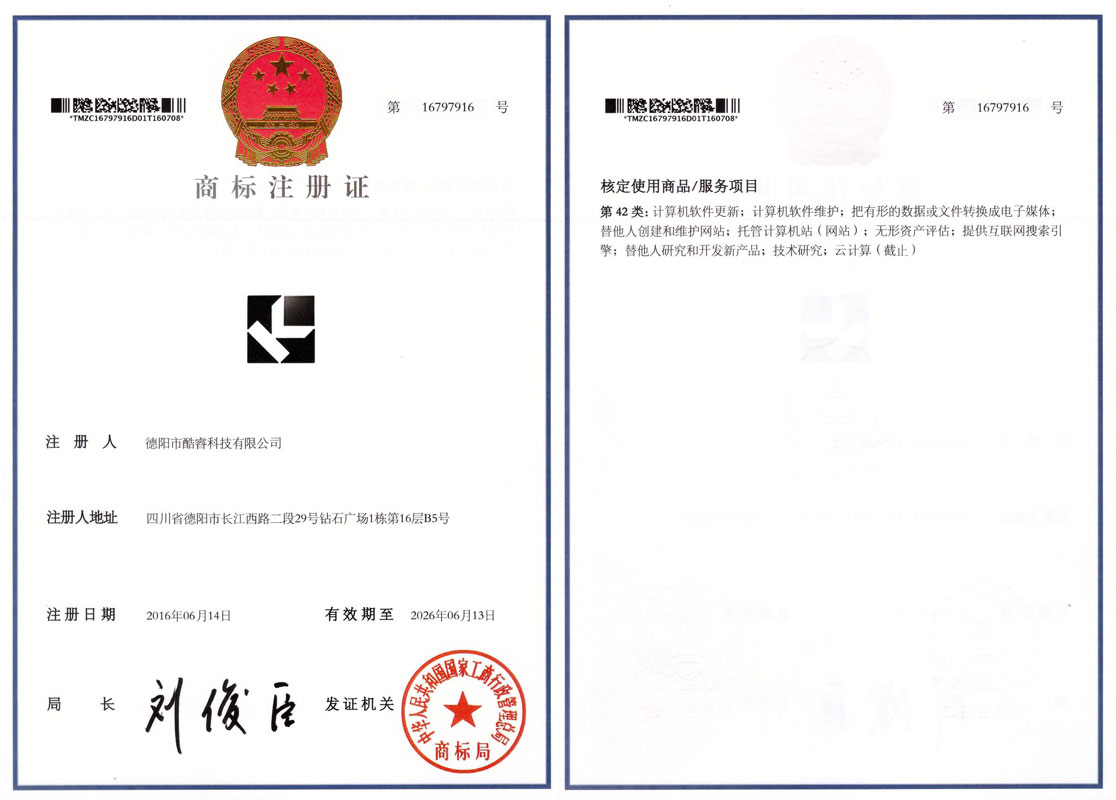 *TMZC16797916D01T160708*
第 16797916 号
商标注册证
注册人 德阳市酷睿科技有限公司
注册人地址 四川省德阳市长江西路二段29号钻石广场1栋第16层B5号
注册日期 2016年06月14日 有效期至 2026年06月13日
局长 刘俊臣 发证机关
中华人民共和国国家工商行政管理总局
商标局
*TMZC16797916D01T160708*
第 16797916 号
核定使用商品/服务项目
第 42 类: 计算机软件更新；计算机软件维护；把有形的数据或文件转换成电子媒体；
替他人创建和维护网站；托管计算机站（网站）；无形资产评估；提供互联网搜索引
擎；替他人研究和开发新产品；技术研究；云计算（截止）